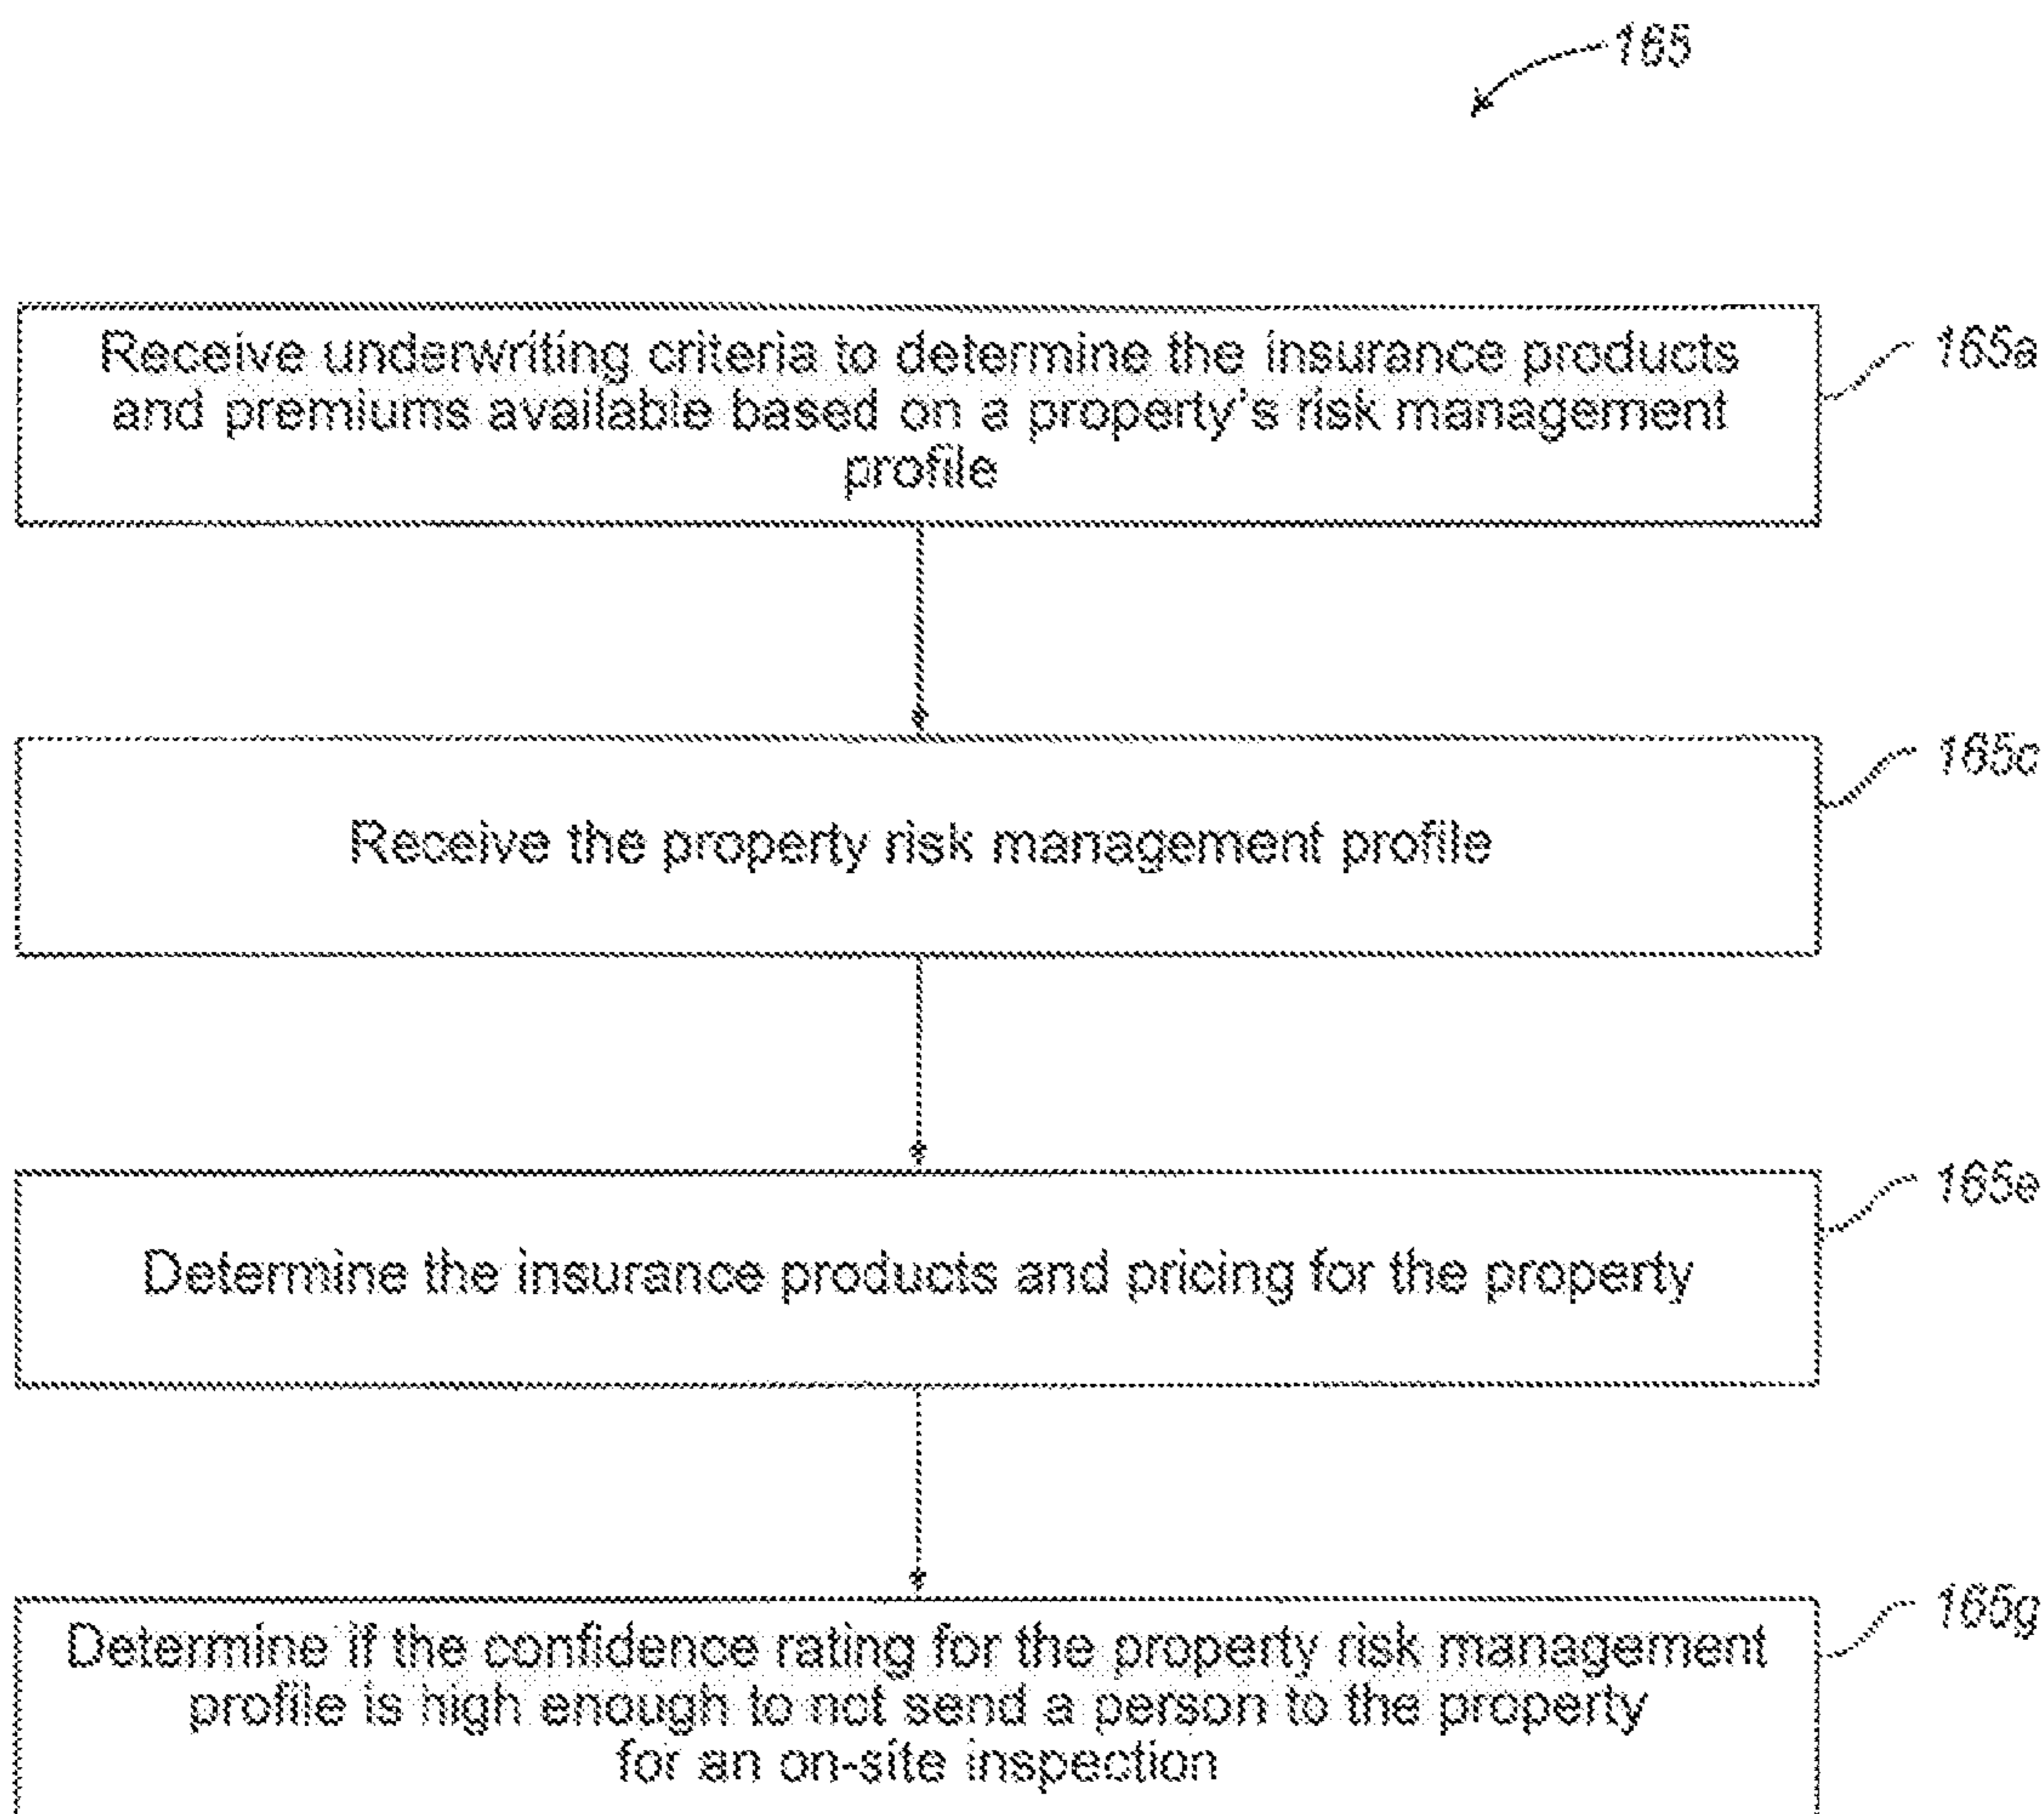 165
Receive underwriting criteria to determine the insurance products
and premiums available based on a property's risk management
profile
165a
Receive the property risk management profile
165c
Determine the insurance products and pricing for the property
165e
Determine if the confidence rating for the property risk management
profile is high enough to not send a person to the property
for an on-site inspection
165g